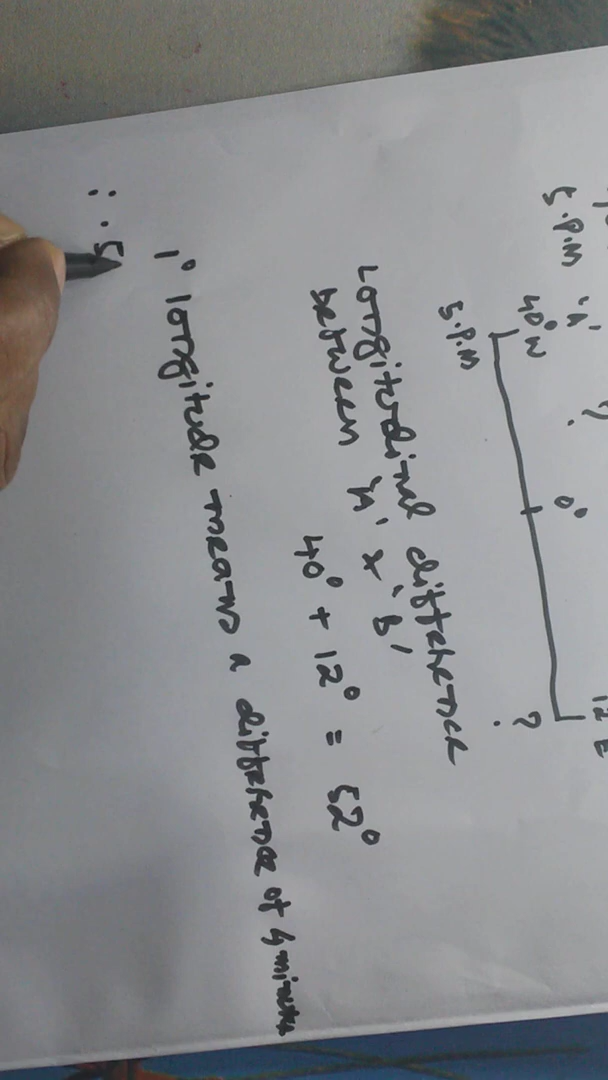 5.P.M 'A' ?
40°W 0° 12°E
5.P.M ?
Longitudinal difference
between 'A' & 'B'
40° + 12° = 52°
1° longitude means a difference of 4 minutes
∴ 5